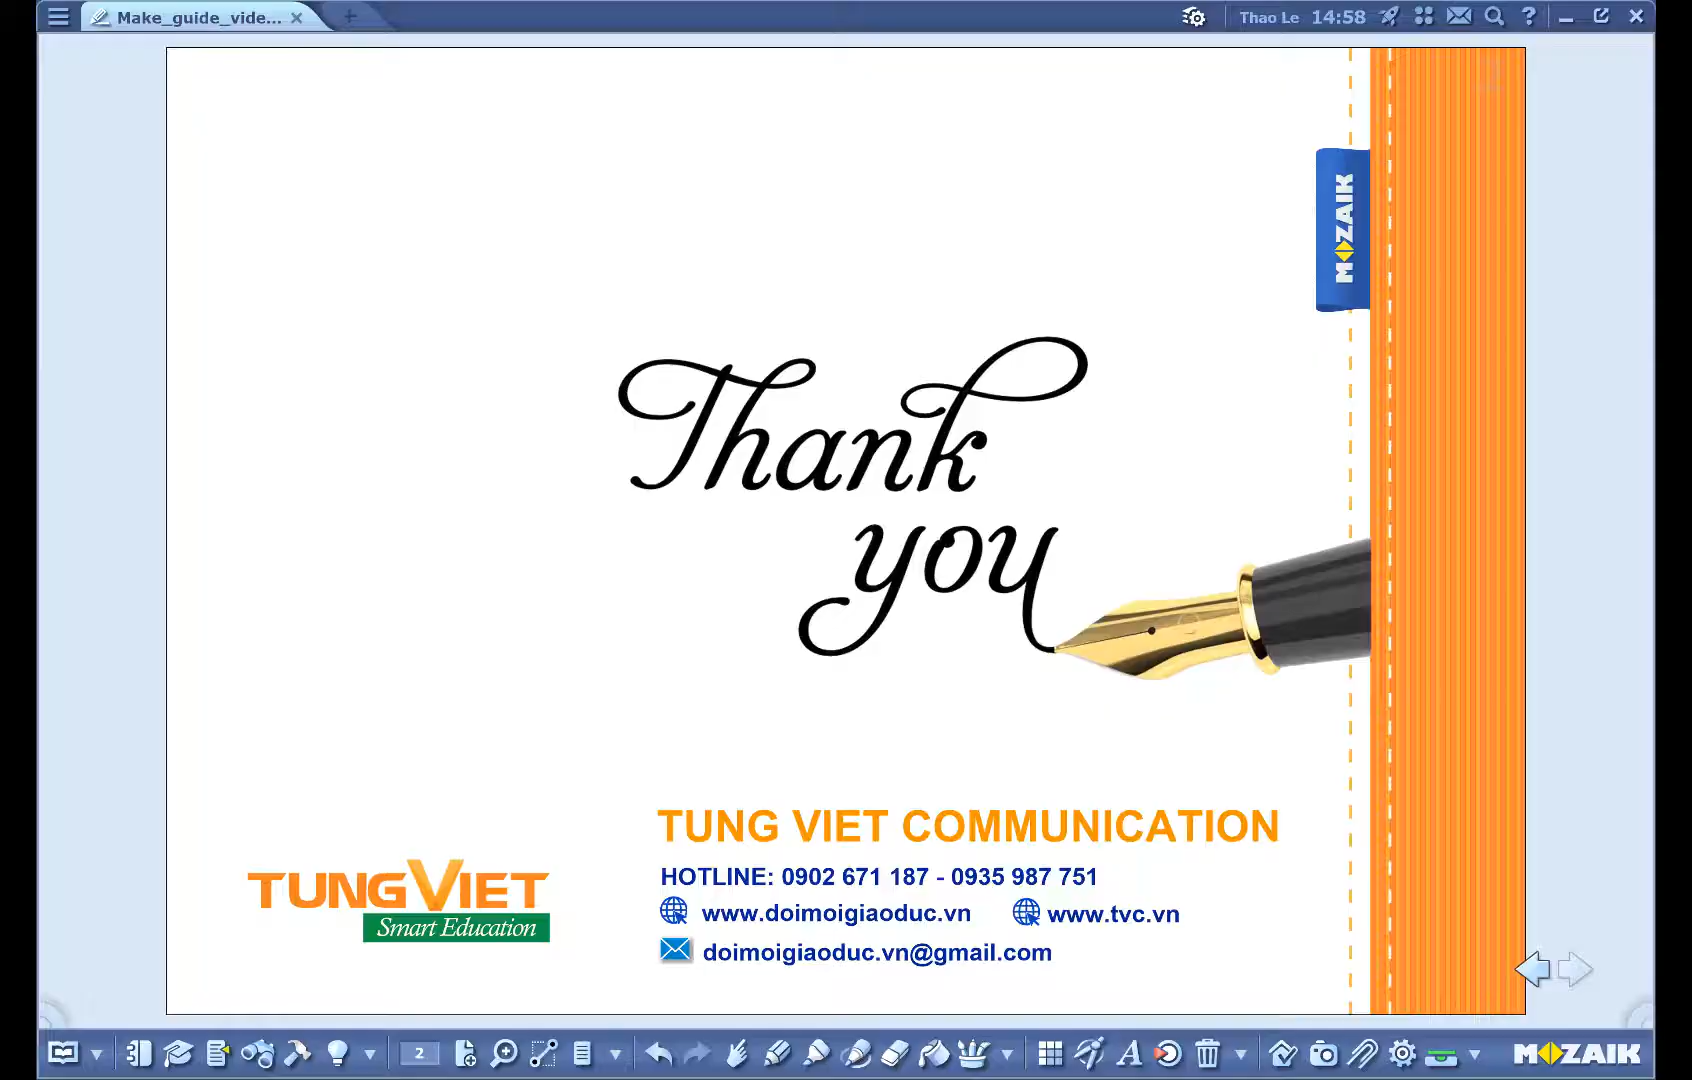 Make_guide_vide...
Thao Le 14:58
MOZAIK
Thank
you
TUNG VIET COMMUNICATION
HOTLINE: 0902 671 187 - 0935 987 751
www.doimoigiaoduc.vn www.tvc.vn
doimoigiaoduc.vn@gmail.com
TUNGVIET
Smart Education
2
MOZAIK